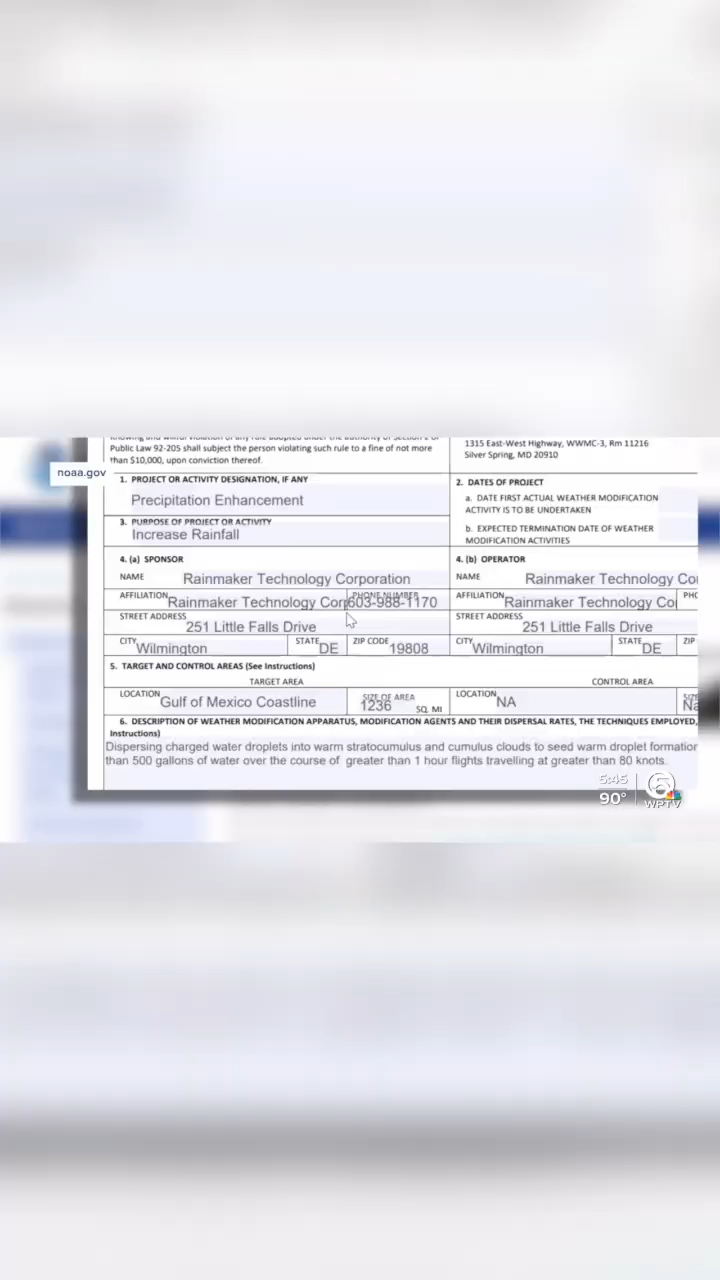 Public Law 92-205 shall subject the person violating such rule to a fine of not more
than $10,000, upon conviction thereof.
1315 East-West Highway, WWMC-3, Rm 11216
Silver Spring, MD 20910
noaa.gov
1. PROJECT OR ACTIVITY DESIGNATION, IF ANY
Precipitation Enhancement
2. DATES OF PROJECT
a. DATE FIRST ACTUAL WEATHER MODIFICATION
ACTIVITY IS TO BE UNDERTAKEN
3. PURPOSE OF PROJECT OR ACTIVITY
Increase Rainfall
b. EXPECTED TERMINATION DATE OF WEATHER
MODIFICATION ACTIVITIES
4. (a) SPONSOR
4. (b) OPERATOR
NAME Rainmaker Technology Corporation
NAME Rainmaker Technology Co
AFFILIATION Rainmaker Technology Cor PHONE NUMBER 603-988-1170
AFFILIATION Rainmaker Technology Co PHO
STREET ADDRESS
251 Little Falls Drive
STREET ADDRESS
251 Little Falls Drive
CITY Wilmington STATE DE ZIP CODE 19808
CITY Wilmington STATE DE ZIP
5. TARGET AND CONTROL AREAS (See Instructions)
TARGET AREA
CONTROL AREA
LOCATION Gulf of Mexico Coastline SIZE OF AREA 1236 SQ. MI
LOCATION NA SIZ Na
6. DESCRIPTION OF WEATHER MODIFICATION APPARATUS, MODIFICATION AGENTS AND THEIR DISPERSAL RATES, THE TECHNIQUES EMPLOYED,
Instructions)
Dispersing charged water droplets into warm stratocumulus and cumulus clouds to seed warm droplet formation
than 500 gallons of water over the course of greater than 1 hour flights travelling at greater than 80 knots.
5:45
90°
5
WPTV